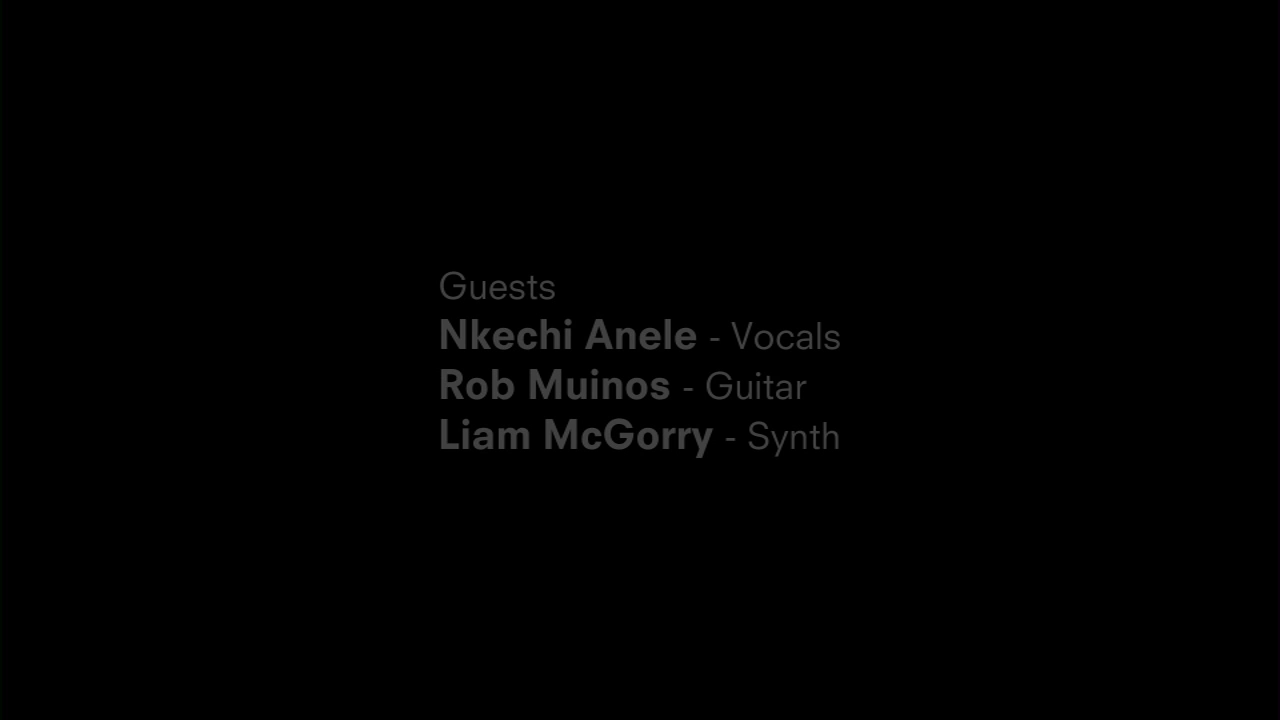 Guests
Nkechi Anele - Vocals
Rob Muinos - Guitar
Liam McGorry - Synth